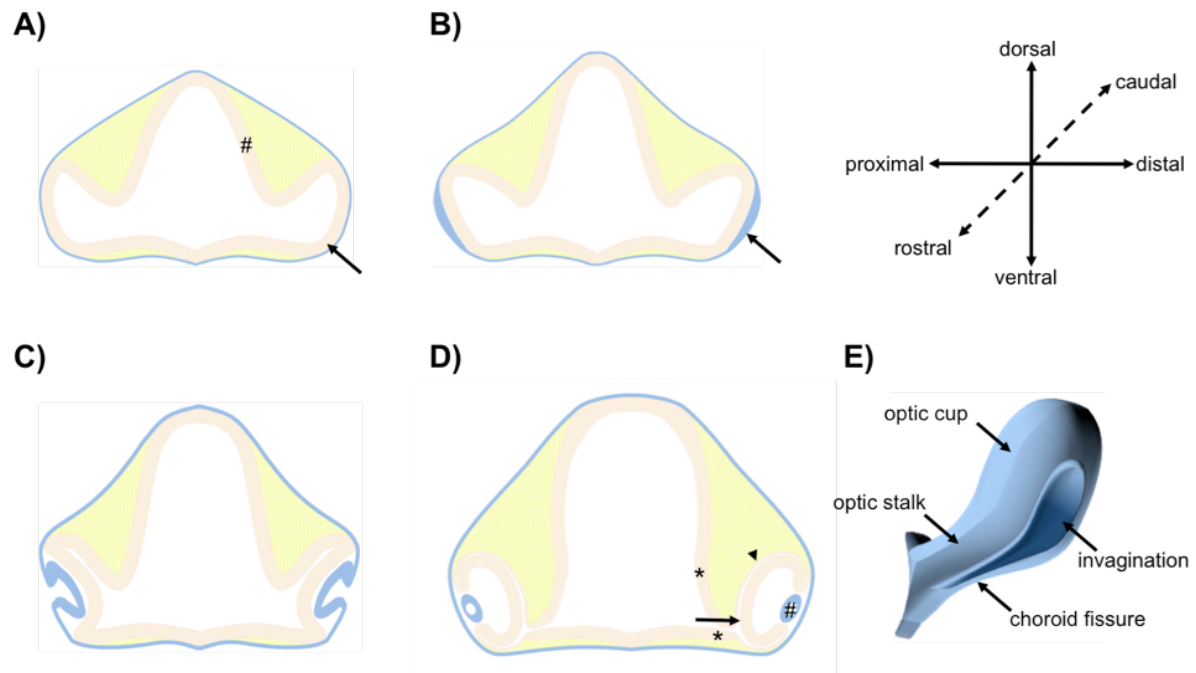 A)
B)
dorsal
caudal
proximal
distal
rostral
ventral
#
C)
D)
E)
optic cup
optic stalk
invagination
choroid fissure
*
#
*